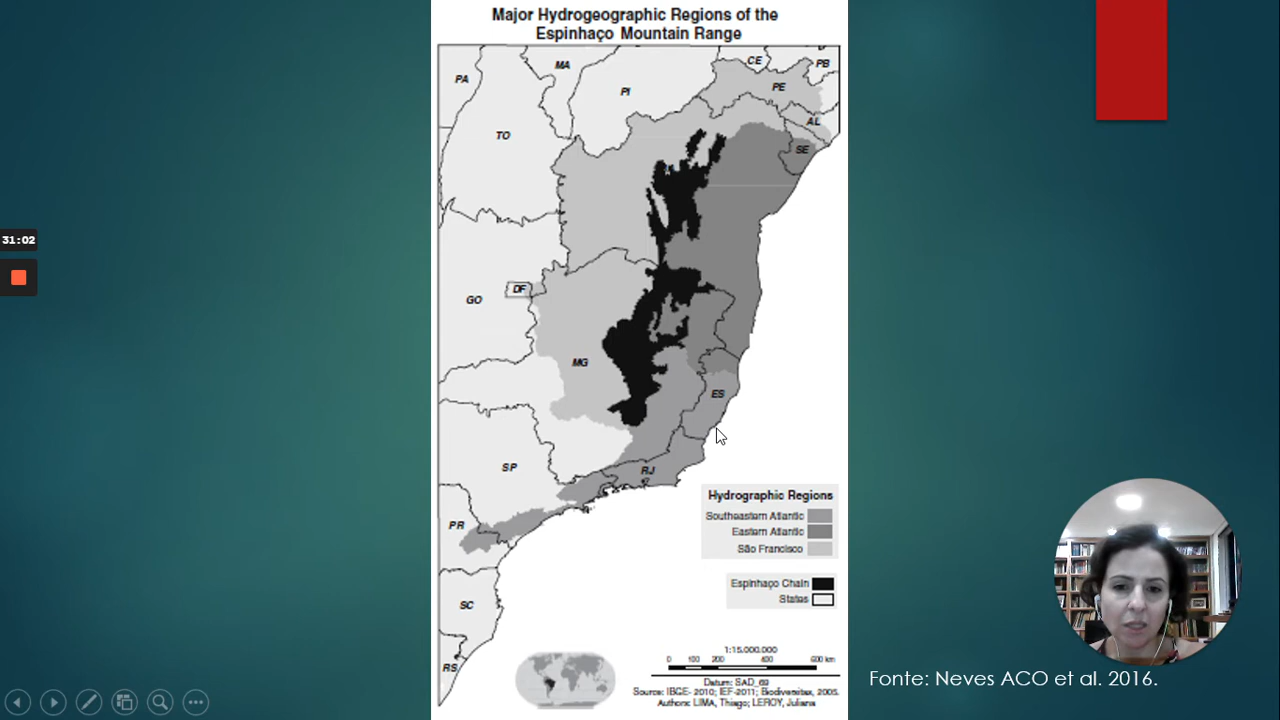 Major Hydrogeographic Regions of the
Espinhaço Mountain Range
PA
MA
PI
CE
PB
PE
AL
SE
TO
31:02
GO
DF
MG
ES
SP
RJ
PR
SC
RS
Hydrographic Regions
Southeastern Atlantic
Eastern Atlantic
São Francisco
Espinhaço Chain
States
1:15.000.000
0 100 200 400 600 km
Datum: SAD_69
Source: IBGE- 2010; IEF-2011; Biodiversitas, 2005.
Authors: LIMA, Thiago; LEROY, Juliana
Fonte: Neves ACO et al. 2016.